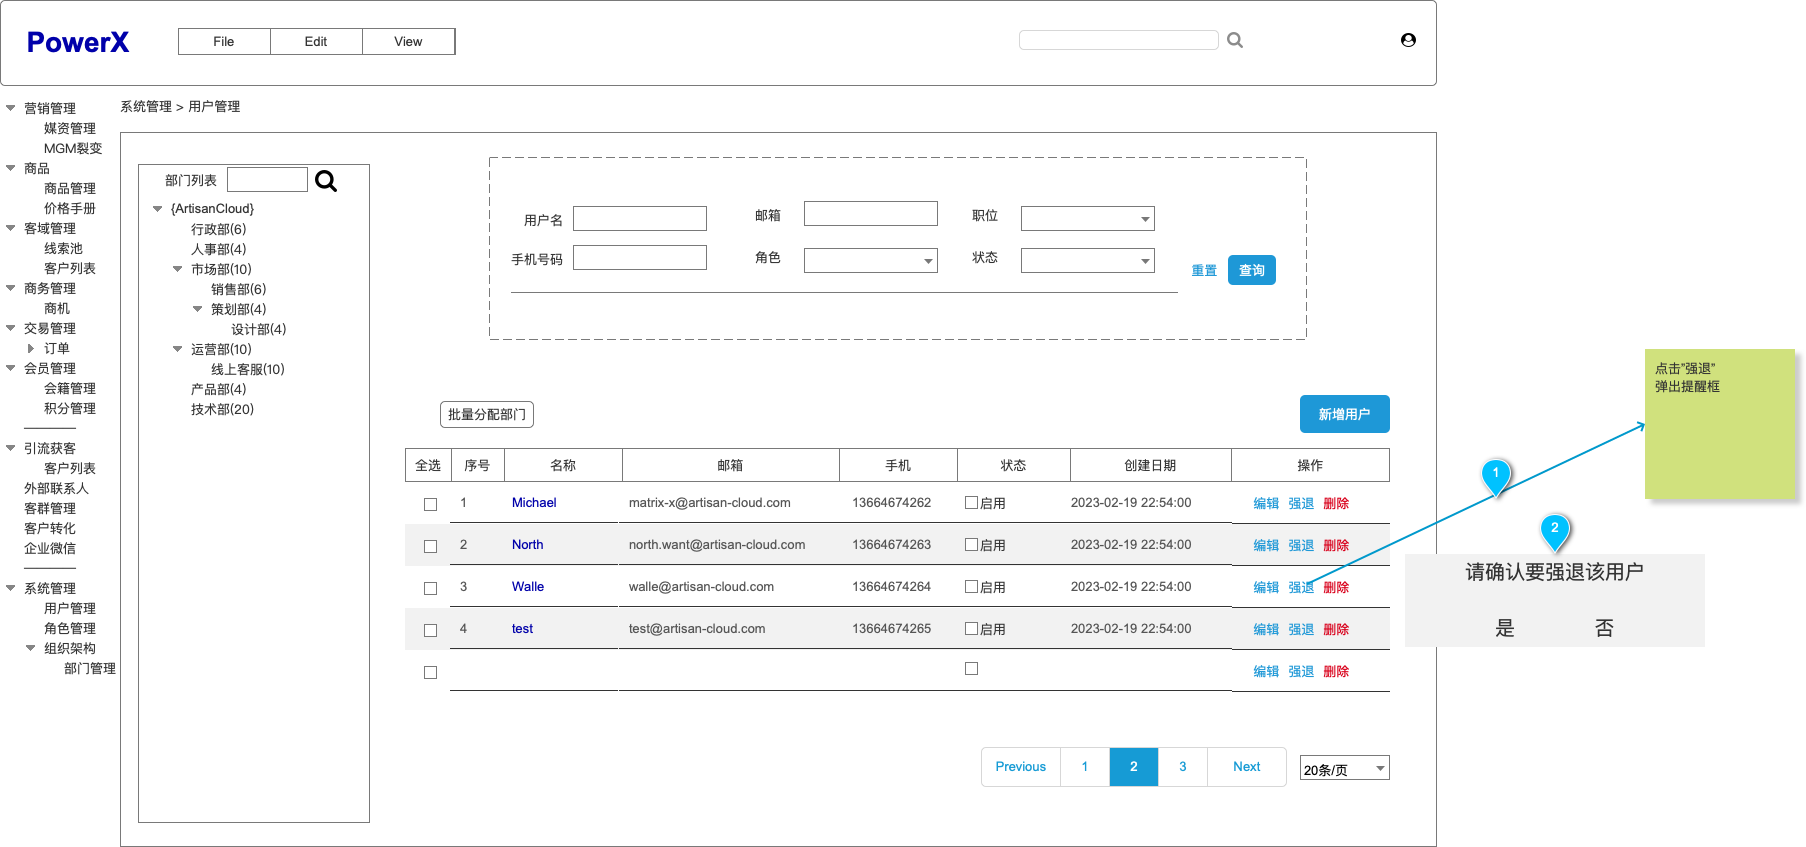 PowerX
File Edit View
系统管理 > 用户管理
营销管理
媒资管理
MGM裂变
商品
商品管理
价格手册
客域管理
线索池
客户列表
商务管理
商机
交易管理
订单
会员管理
会籍管理
积分管理
引流获客
客户列表
外部联系人
客群管理
客户转化
企业微信
系统管理
用户管理
角色管理
组织架构
部门管理
部门列表
{ArtisanCloud}
行政部(6)
人事部(4)
市场部(10)
销售部(6)
策划部(4)
设计部(4)
运营部(10)
线上客服(10)
产品部(4)
技术部(20)
用户名 邮箱 职位
手机号码 角色 状态
重置 查询
批量分配部门 新增用户
全选 序号 名称 邮箱 手机 状态 创建日期 操作
1 Michael matrix-x@artisan-cloud.com 13664674262 启用 2023-02-19 22:54:00 编辑 强退 删除
2 North north.want@artisan-cloud.com 13664674263 启用 2023-02-19 22:54:00 编辑 强退 删除
3 Walle walle@artisan-cloud.com 13664674264 启用 2023-02-19 22:54:00 编辑 强退 删除
4 test test@artisan-cloud.com 13664674265 启用 2023-02-19 22:54:00 编辑 强退 删除
编辑 强退 删除
Previous 1 2 3 Next 20条/页
1
点击”强退”
弹出提醒框
2
请确认要强退该用户
是 否